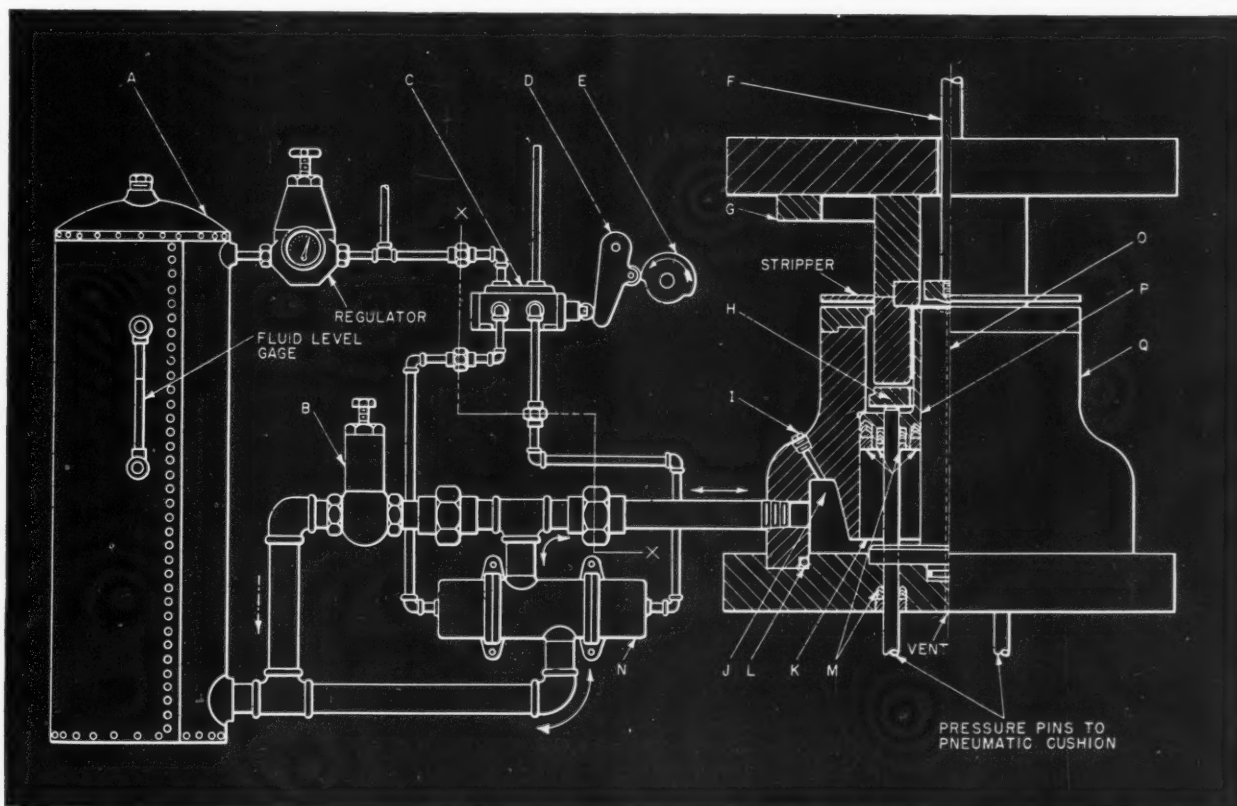 A
C
D
E
F
G
O
STRIPPER
P
REGULATOR
FLUID LEVEL
GAGE
H
Q
B
I
X
X
N
J
L
K
M
VENT
PRESSURE PINS TO
PNEUMATIC CUSHION